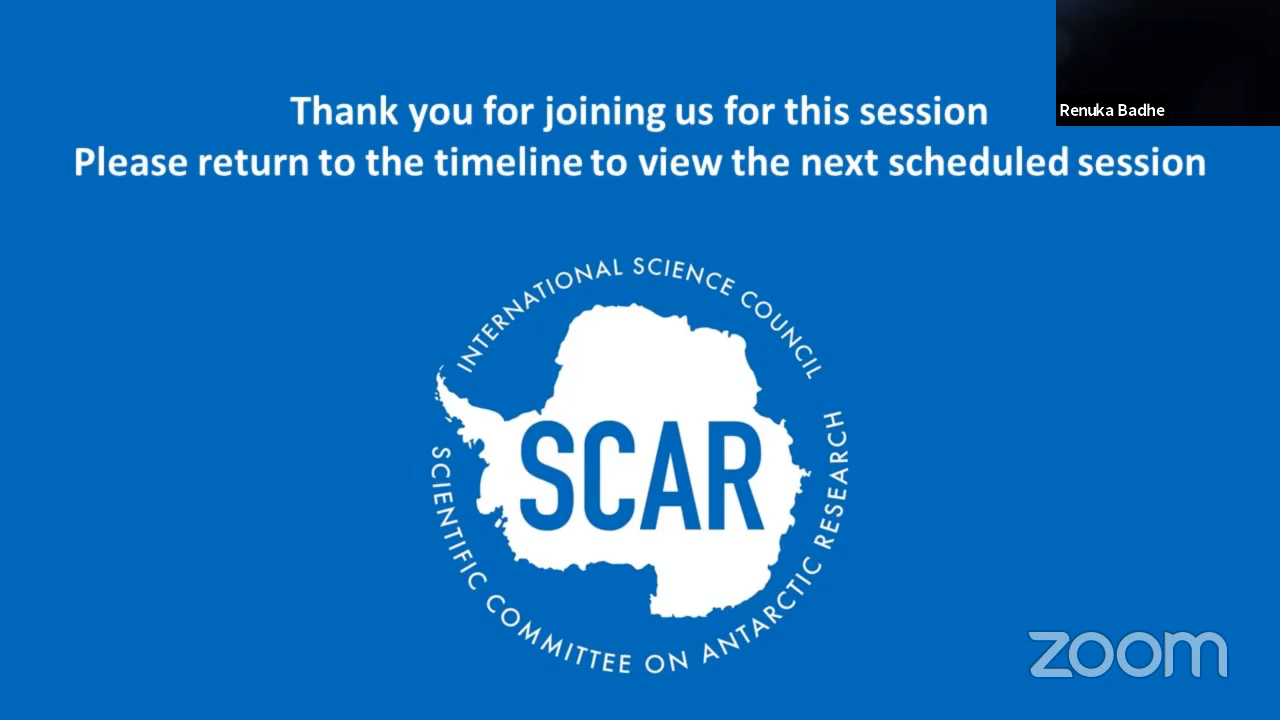 Renuka Badhe
Thank you for joining us for this session
Please return to the timeline to view the next scheduled session
INTERNATIONAL SCIENCE COUNCIL
SCAR
SCIENTIFIC COMMITTEE ON ANTARCTIC RESEARCH
zoom